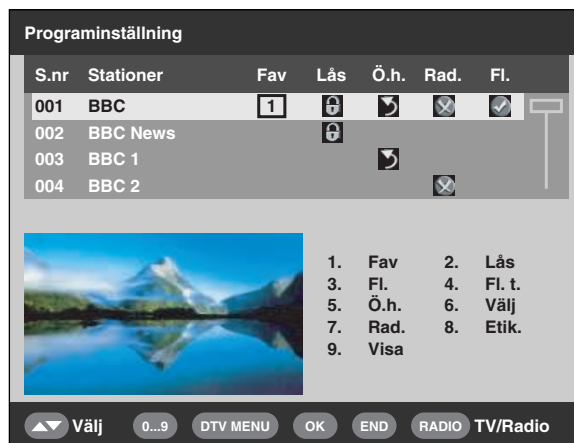 Programinställning
S.nr Stationer Fav Lås Ö.h. Rad. Fl.
001 BBC 1
002 BBC News
003 BBC 1
004 BBC 2
1. Fav 2. Lås
3. Fl. 4. Fl. t.
5. Ö.h. 6. Välj
7. Rad. 8. Etik.
9. Visa
Välj 0...9 DTV MENU OK END RADIO TV/Radio